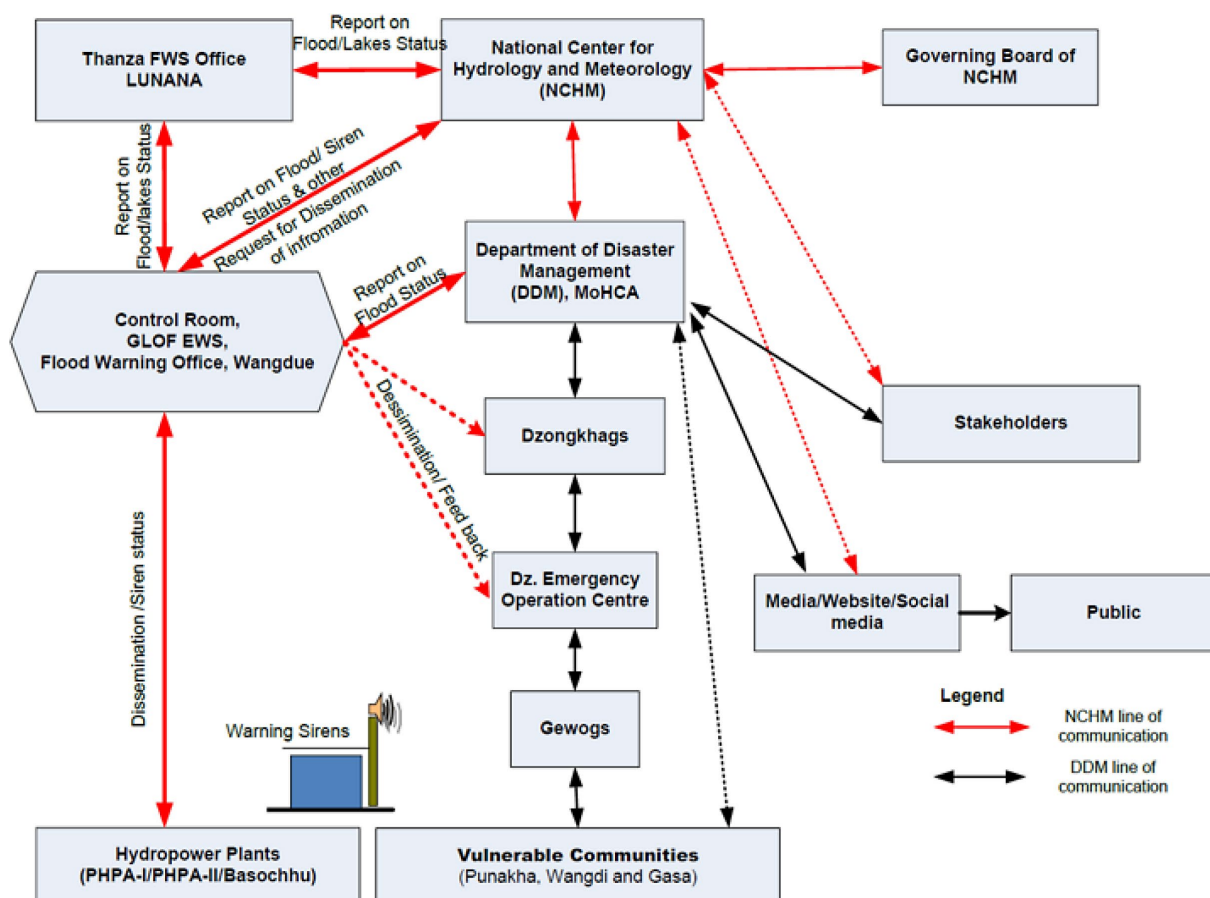 Thanza FWS Office
LUNANA
Report on
Flood/Lakes Status
National Center for
Hydrology and Meteorology
(NCHM)
Governing Board of
NCHM
Report on
Flood/lakes Status
Report on Flood/ Siren
Status & other
Request for Dissemination
of infromation
Department of Disaster
Management
(DDM), MoHCA
Report on
Flood Status
Control Room,
GLOF EWS,
Flood Warning Office, Wangdue
Dzongkhags
Stakeholders
Dessimination/ Feed back
Dz. Emergency
Operation Centre
Media/Website/Social
media
Public
Dissemination /Siren status
Gewogs
Warning Sirens
Legend
NCHM line of
communication
DDM line of
communication
Hydropower Plants
(PHPA-I/PHPA-II/Basochhu)
Vulnerable Communities
(Punakha, Wangdi and Gasa)